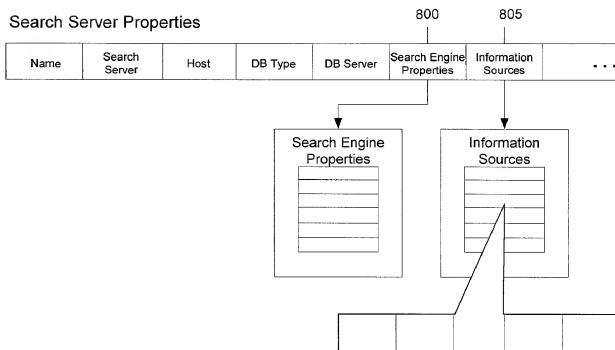 Search Server Properties
800
805
Name
Search
Server
Host
DB Type
DB Server
Search Engine
Properties
Information
Sources
...
Search Engine
Properties
Information
Sources